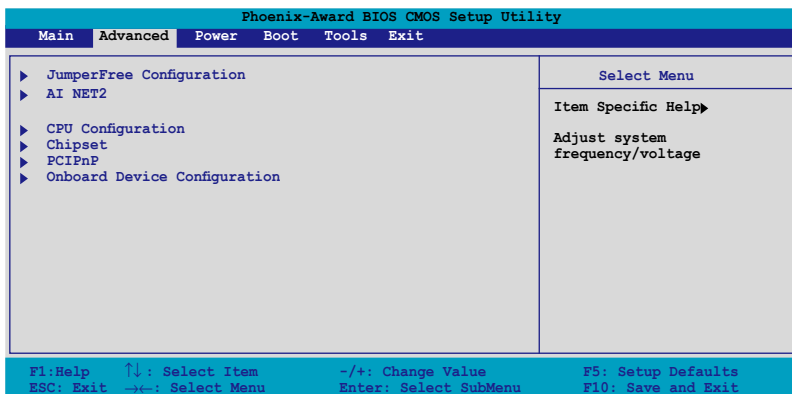 Phoenix-Award BIOS CMOS Setup Utility
Main Advanced Power Boot Tools Exit
JumperFree Configuration
AI NET2
CPU Configuration
Chipset
PCIPnP
Onboard Device Configuration
Select Menu
Item Specific Help
Adjust system
frequency/voltage
F1:Help ↑↓: Select Item -/+: Change Value F5: Setup Defaults
ESC: Exit →←: Select Menu Enter: Select SubMenu F10: Save and Exit